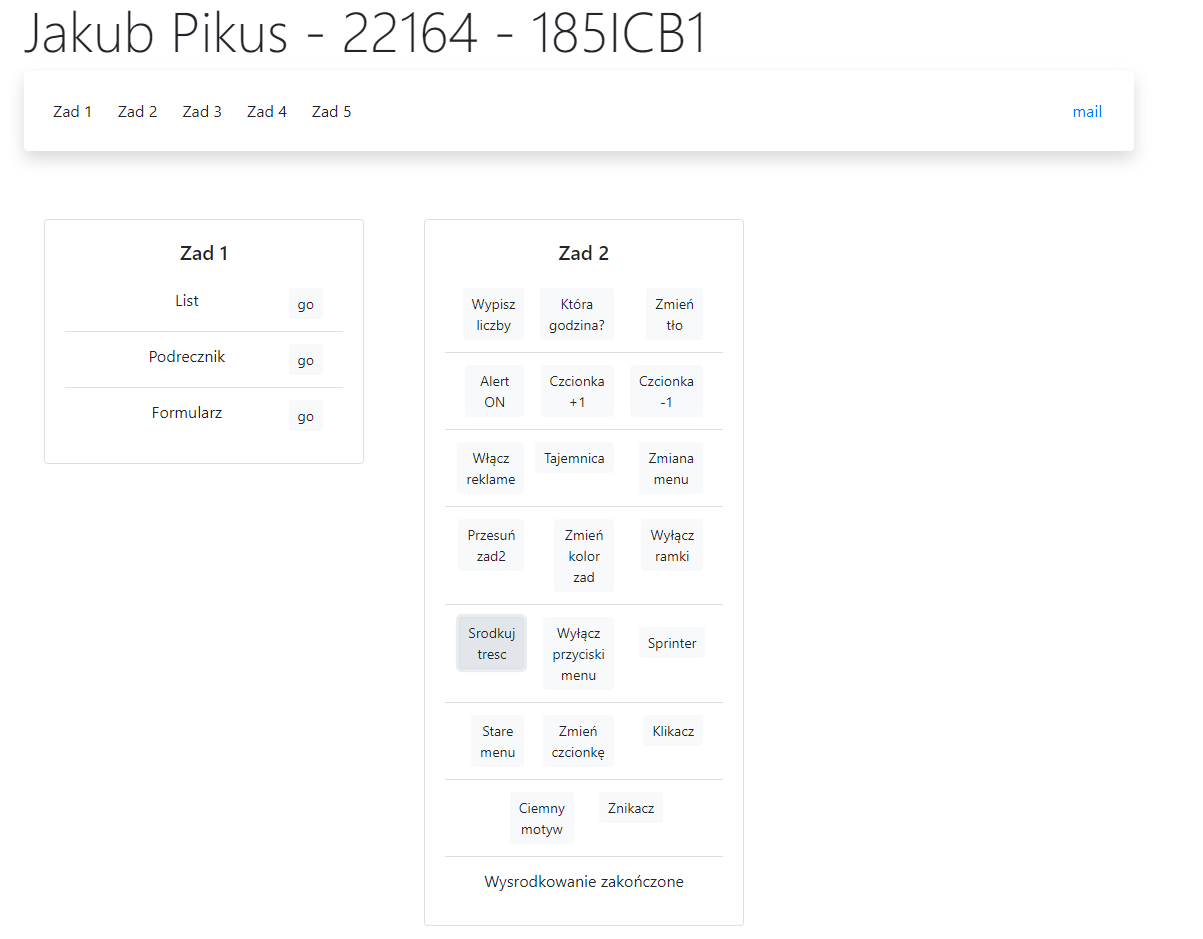 Jakub Pikus - 22164 - 185ICB1
Zad 1 Zad 2 Zad 3 Zad 4 Zad 5 mail
Zad 1
List go
Podrecznik go
Formularz go
Zad 2
Wypisz Która Zmień
liczby godzina? tło
Alert Czcionka Czcionka
ON +1 -1
Włącz Tajemnica Zmiana
reklame menu
Przesuń Zmień Wyłącz
zad2 kolor ramki
zad
Srodkuj Wyłącz Sprinter
tresc przyciski
menu
Stare Zmień Klikacz
menu czcionkę
Ciemny Znikacz
motyw
Wysrodkowanie zakończone